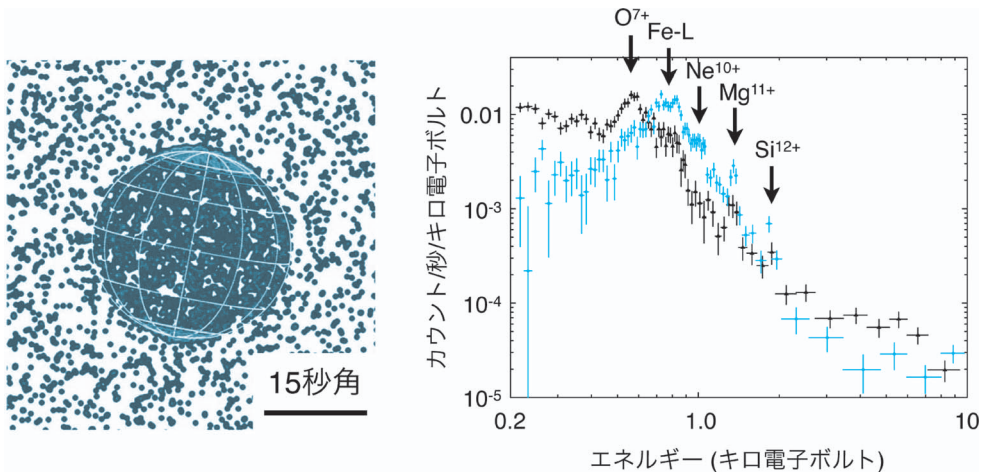 15秒角
O⁷⁺
Fe-L
Ne¹⁰⁺
Mg¹¹⁺
Si¹²⁺
カウント/秒/キロ電子ボルト
0.01
10⁻³
10⁻⁴
10⁻⁵
0.2
1.0
10
エネルギー (キロ電子ボルト)